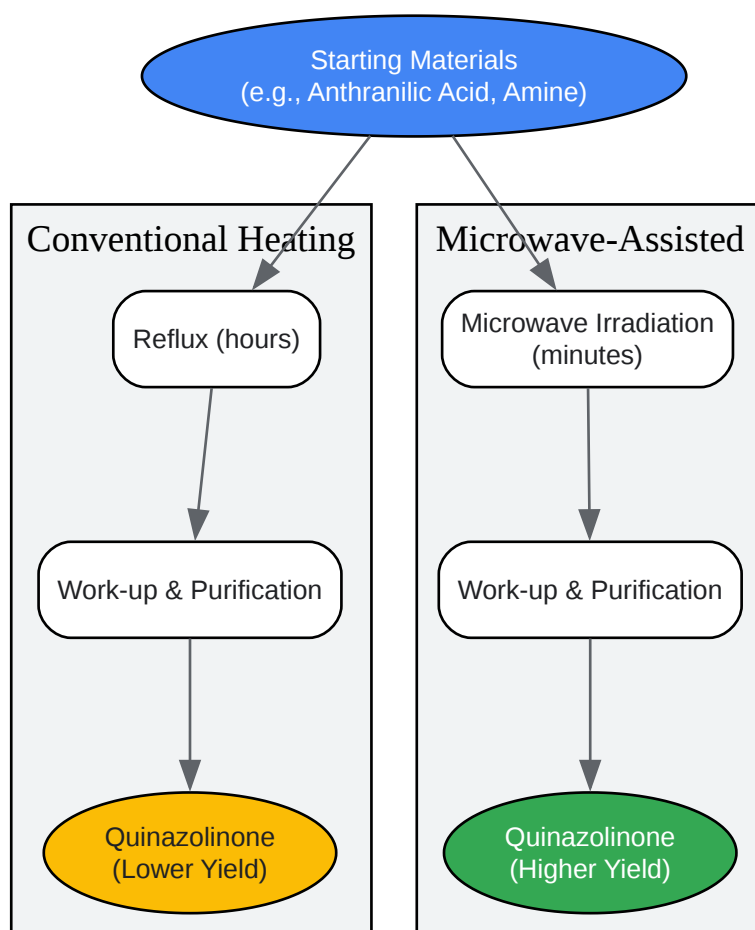 Starting Materials
(e.g., Anthranilic Acid, Amine)
Conventional Heating
Reflux (hours)
Work-up & Purification
Quinazolinone
(Lower Yield)
Microwave-Assisted
Microwave Irradiation
(minutes)
Work-up & Purification
Quinazolinone
(Higher Yield)